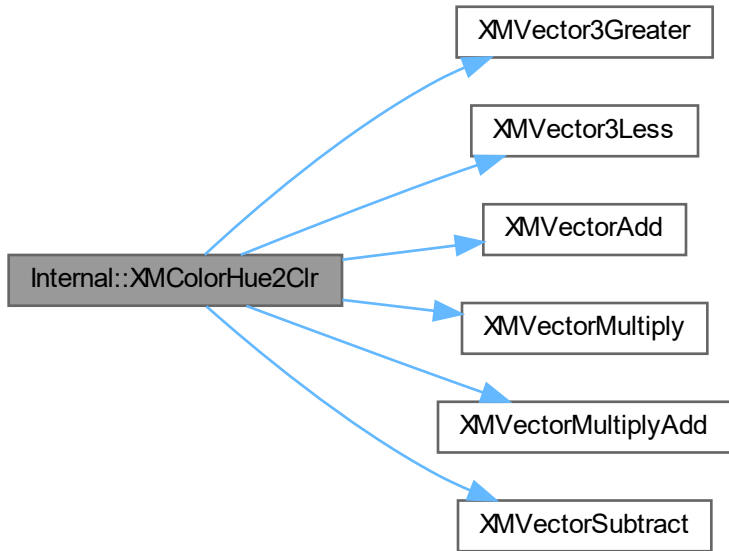 XMVector3Greater
XMVector3Less
XMVectorAdd
Internal::XMColorHue2Clr
XMVectorMultiply
XMVectorMultiplyAdd
XMVectorSubtract